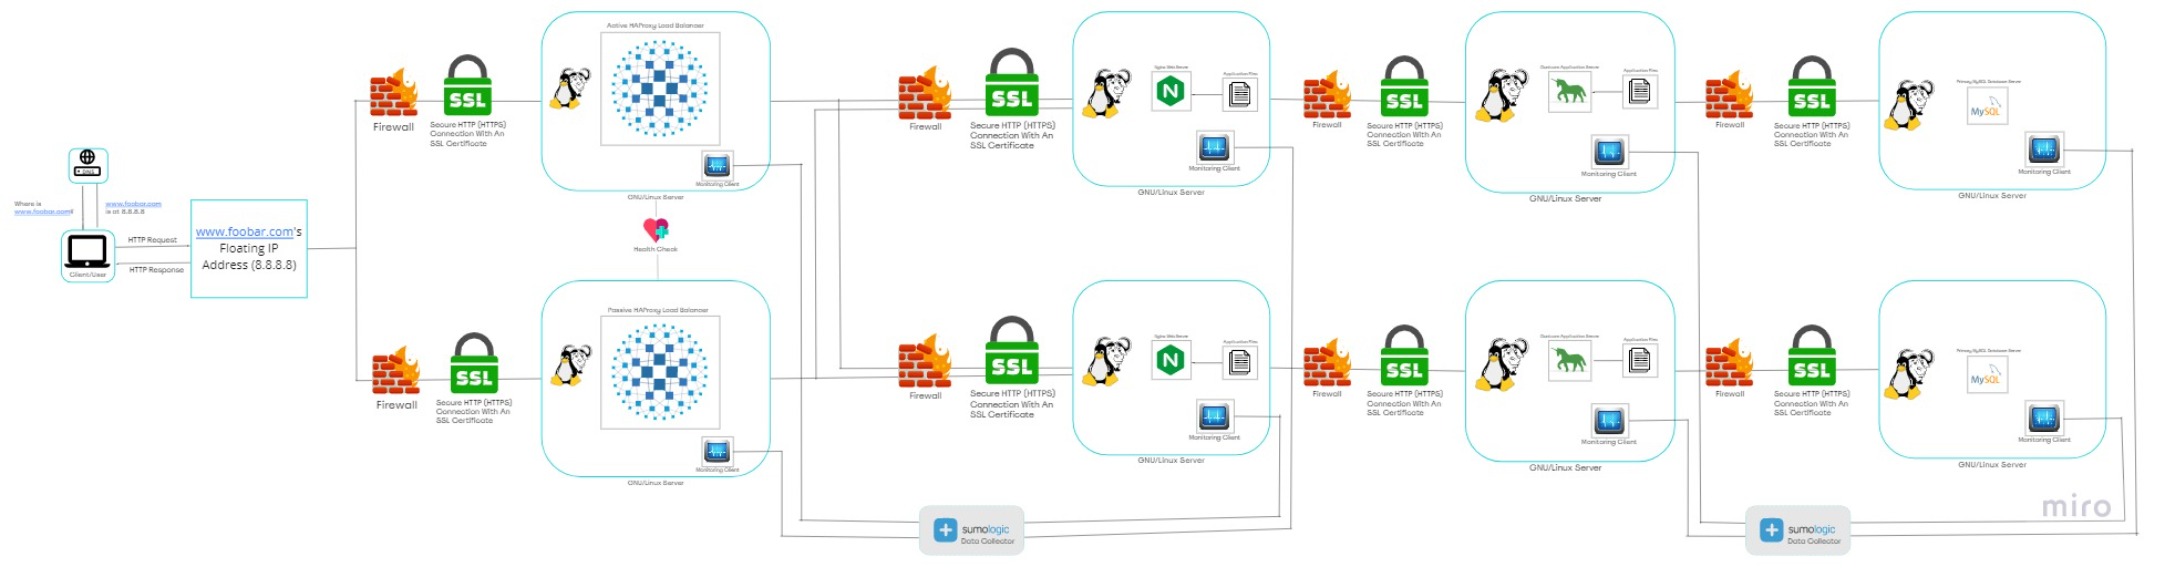 DNS
Where is
www.foobar.com?
www.foobar.com
is at 8.8.8.8
Client/User
HTTP Request
HTTP Response
www.foobar.com's
Floating IP
Address (8.8.8.8)
Firewall
SSL
Secure HTTP (HTTPS)
Connection With An
SSL Certificate
Active HAProxy Load Balancer
Monitoring Client
GNU/Linux Server
Health Check
Firewall
SSL
Secure HTTP (HTTPS)
Connection With An
SSL Certificate
Passive HAProxy Load Balancer
Monitoring Client
GNU/Linux Server
Firewall
SSL
Secure HTTP (HTTPS)
Connection With An
SSL Certificate
Nginx Web Server
N
Application Files
Monitoring Client
GNU/Linux Server
Firewall
SSL
Secure HTTP (HTTPS)
Connection With An
SSL Certificate
Application Server
Application Files
Monitoring Client
GNU/Linux Server
Firewall
SSL
Secure HTTP (HTTPS)
Connection With An
SSL Certificate
Primary MySQL Database Server
MySQL
Monitoring Client
GNU/Linux Server
Firewall
SSL
Secure HTTP (HTTPS)
Connection With An
SSL Certificate
Nginx Web Server
N
Application Files
Monitoring Client
GNU/Linux Server
Firewall
SSL
Secure HTTP (HTTPS)
Connection With An
SSL Certificate
Application Server
Application Files
Monitoring Client
GNU/Linux Server
Firewall
SSL
Secure HTTP (HTTPS)
Connection With An
SSL Certificate
Primary MySQL Database Server
MySQL
Monitoring Client
GNU/Linux Server
sumologic
Data Collector
sumologic
Data Collector
miro